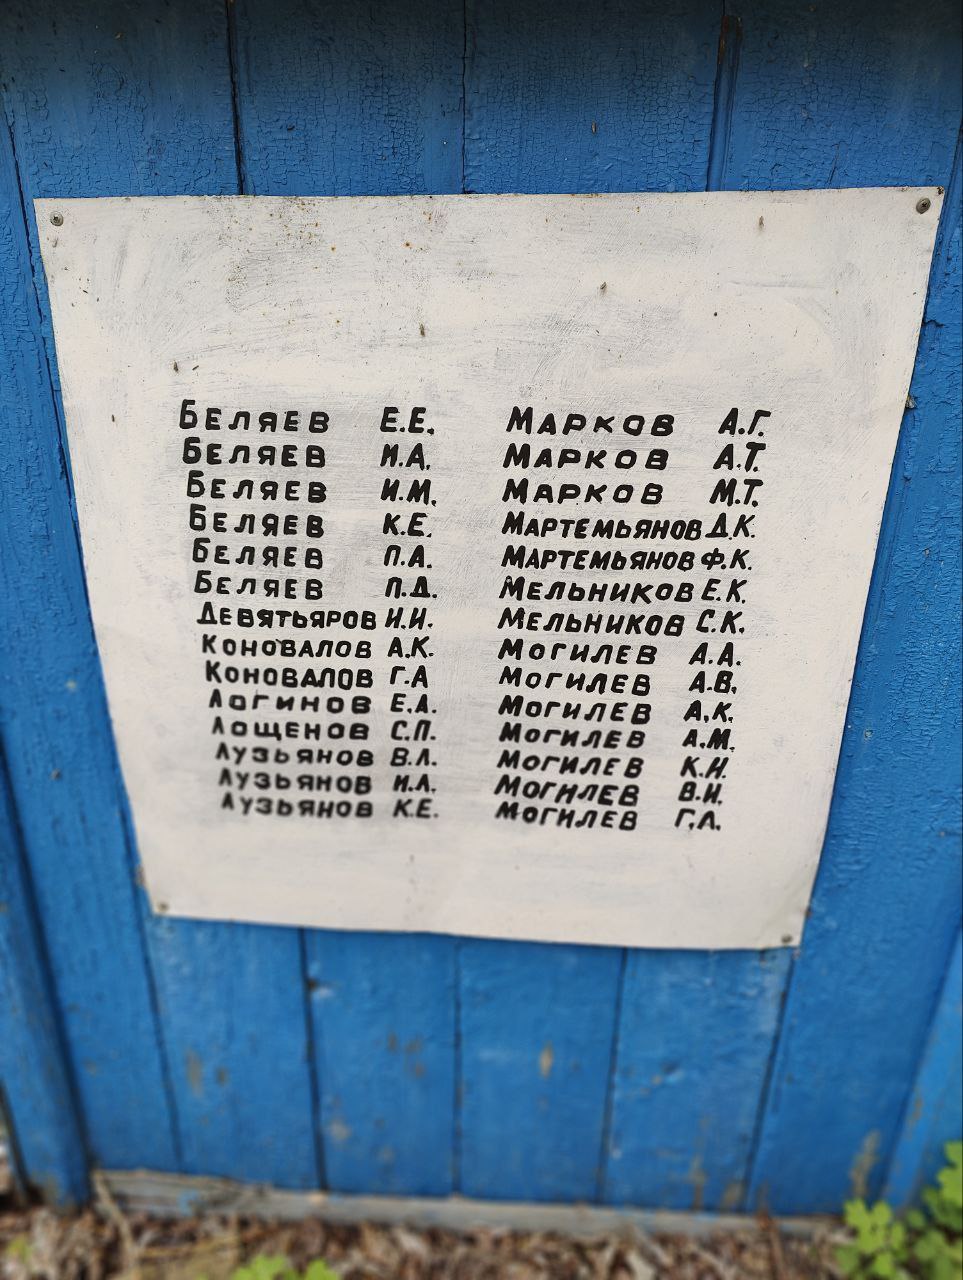 Беляев Е.Е.
Беляев И.А.
Беляев И.М.
Беляев К.Е.
Беляев П.А.
Беляев П.Д.
Девятьяров И.И.
Коновалов А.К.
Коновалов Г.А
Логинов Е.А.
Лощенов С.П.
Лузьянов В.Л.
Лузьянов И.Л.
Лузьянов К.Е.
Марков А.Г.
Марков А.Т.
Марков М.Т.
Мартемьянов Д.К.
Мартемьянов Ф.К.
Мельников Е.К.
Мельников С.К.
Могилев А.А.
Могилев А.В.
Могилев А.К.
Могилев А.М.
Могилев К.Н.
Могилев В.И.
Могилев Г.Л.